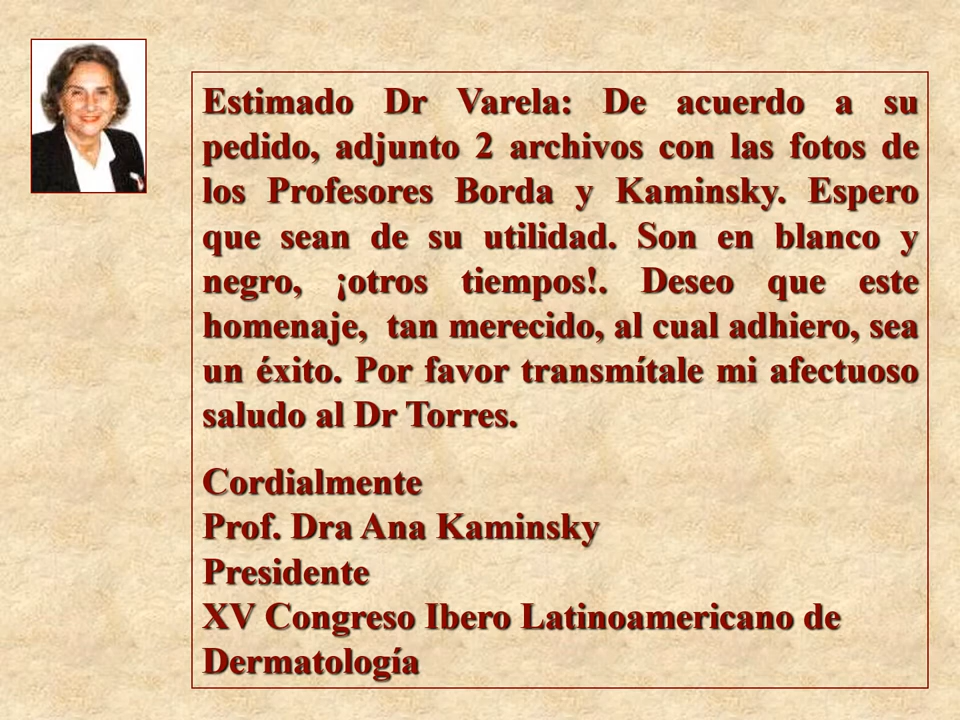 Estimado Dr Varela: De acuerdo a su
pedido, adjunto 2 archivos con las fotos de
los Profesores Borda y Kaminsky. Espero
que sean de su utilidad. Son en blanco y
negro, ¡otros tiempos!. Deseo que este
homenaje, tan merecido, al cual adhiero, sea
un éxito. Por favor transmítale mi afectuoso
saludo al Dr Torres.
Cordialmente
Prof. Dra Ana Kaminsky
Presidente
XV Congreso Ibero Latinoamericano de
Dermatología